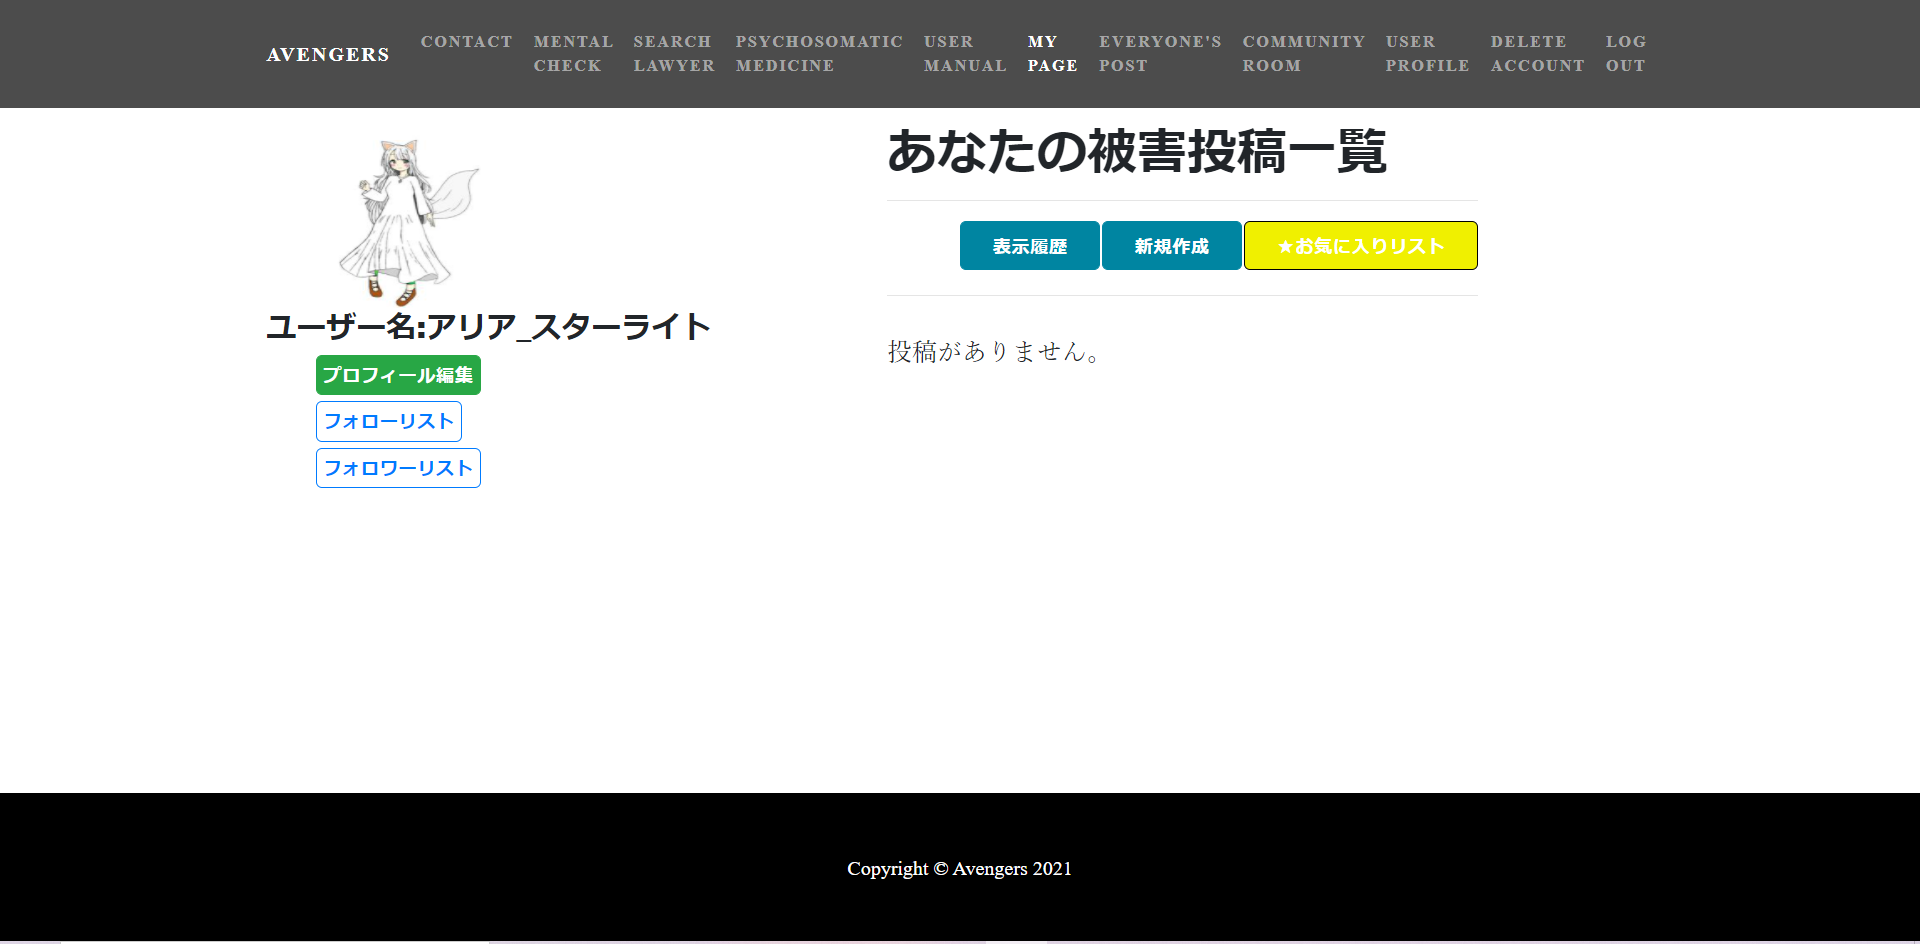 AVENGERS
CONTACT
MENTAL
CHECK
SEARCH
LAWYER
PSYCHOSOMATIC
MEDICINE
USER
MANUAL
MY
PAGE
EVERYONE'S
POST
COMMUNITY
ROOM
USER
PROFILE
DELETE
ACCOUNT
LOG
OUT
ユーザー名:アリア_スターライト
プロフィール編集
フォローリスト
フォロワーリスト
あなたの被害投稿一覧
表示履歴
新規作成
★お気に入りリスト
投稿がありません。
Copyright © Avengers 2021